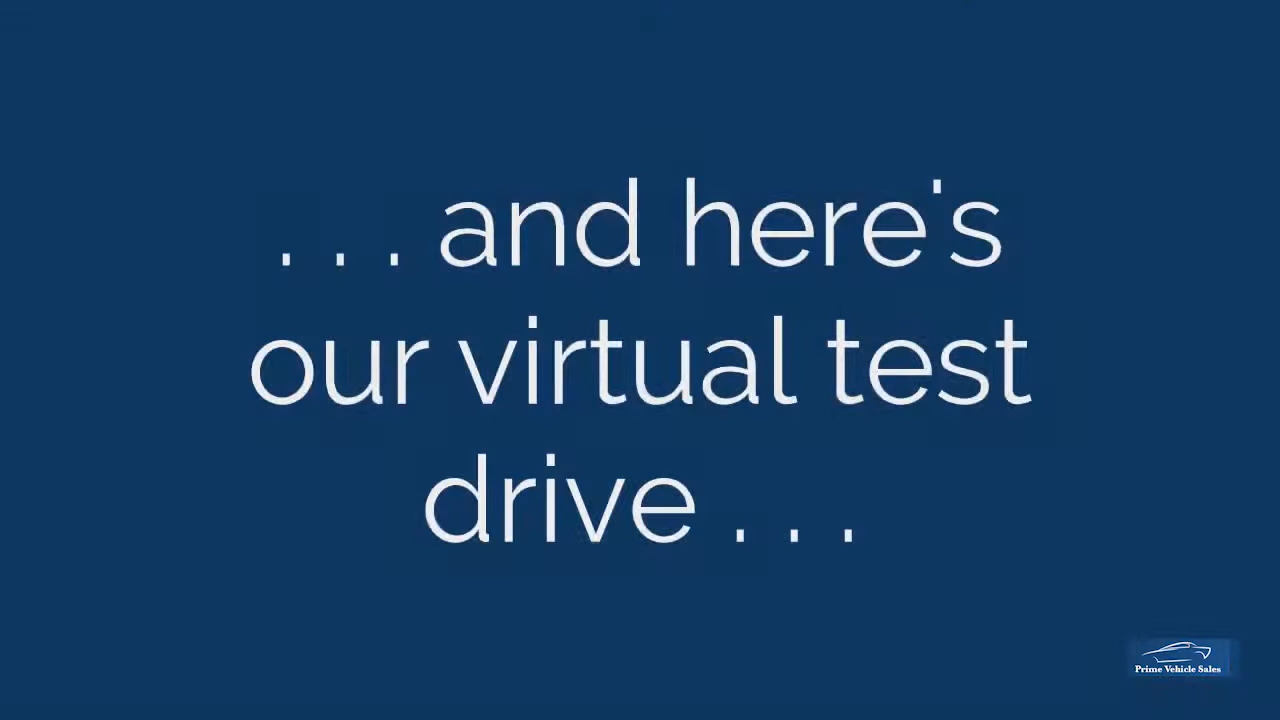 . . . and here's
our virtual test
drive . . .
Prime Vehicle Sales